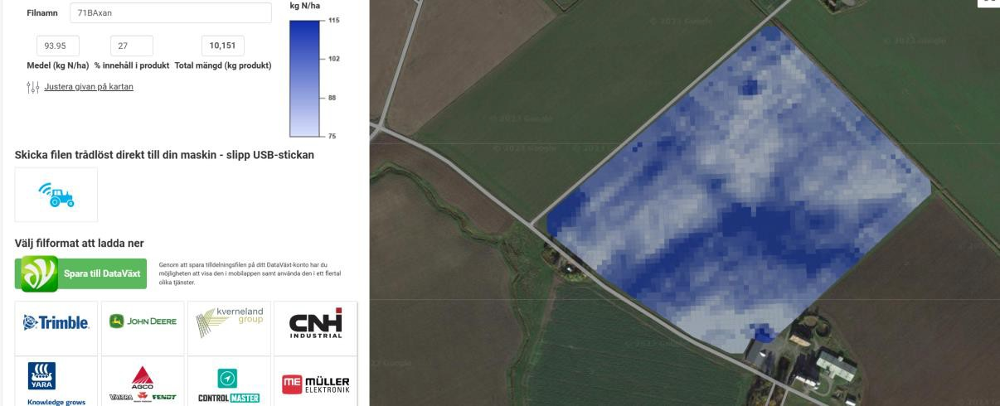 kg N/ha
Filnamn
71BAxan
115
93.95
27
10,151
Medel (kg N/ha)
% innehåll i produkt
Total mängd (kg produkt)
102
Justera givan på kartan
88
75
Skicka filen trådlöst direkt till din maskin - slipp USB-stickan
Välj filformat att ladda ner
Spara till DataVäxt
Genom att spara tilldelningsfilen på ditt DataVäxt-konto har du
möjligheten att visa den i mobilappen samt använda den i ett flertal
olika tjänster.
Trimble.
JOHN DEERE
kverneland
group
CNH
INDUSTRIAL
YARA
Knowledge grows
AGCO
VALTRA
FENDT
CONTROL MASTER
ME MÜLLER
ELEKTRONIK
© 2023 Google
© 2023 Google
© 2023 Google
© 2023 Google